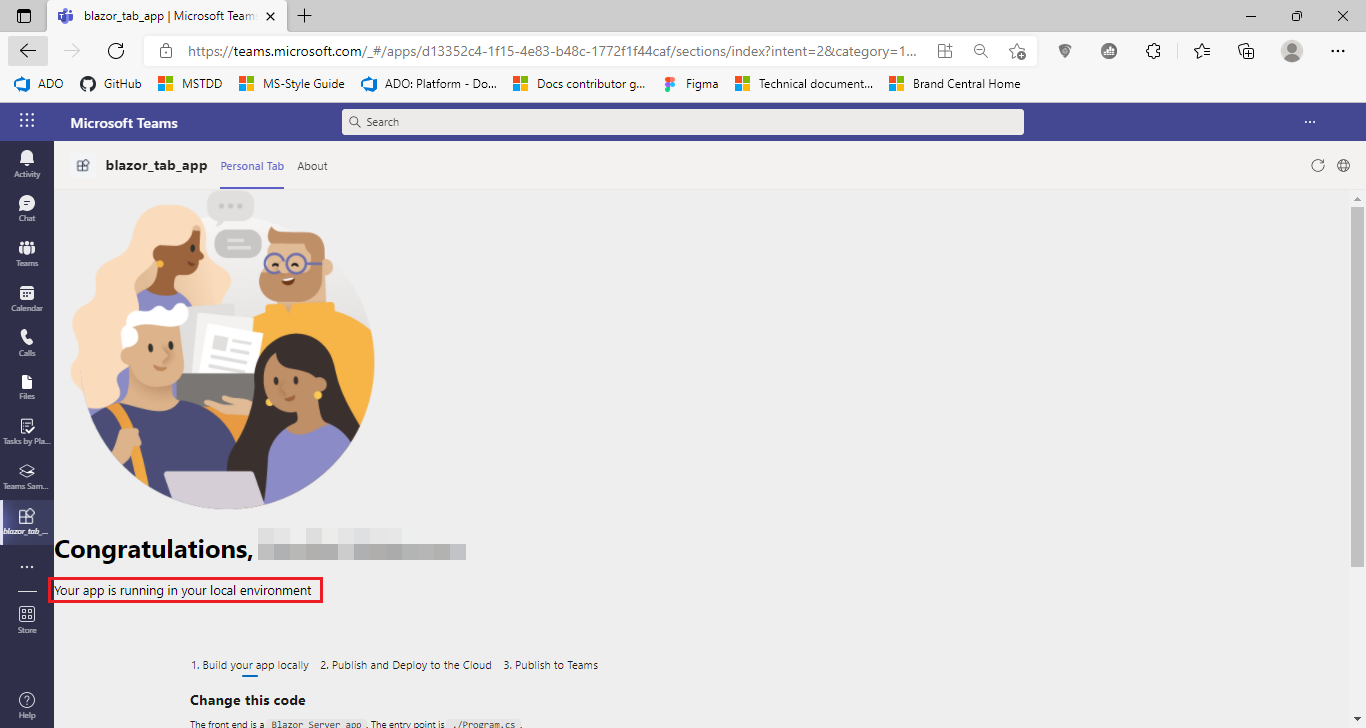 blazor_tab_app | Microsoft Team
https://teams.microsoft.com/_#/apps/d13352c4-1f15-4e83-b48c-1772f1f44caf/sections/index?intent=2&category=1...
ADO GitHub MSTDD MS-Style Guide ADO: Platform - Do... Docs contributor g... Figma Technical document... Brand Central Home
Microsoft Teams Search
blazor_tab_app Personal Tab About
Activity
Chat
Teams
Calendar
Calls
Files
Tasks by Pla...
Teams Sam...
blazor_tab_...
Store
Help
Congratulations,
Your app is running in your local environment
1. Build your app locally 2. Publish and Deploy to the Cloud 3. Publish to Teams
Change this code
The front end is a Blazor Server app. The entry point is ./Program.cs.